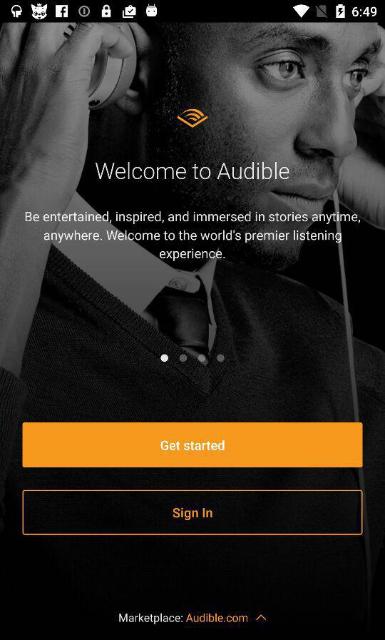 6:49
Welcome to Audible
Be entertained, inspired, and immersed in stories anytime,
anywhere. Welcome to the world's premier listening
experience.
Get started
Sign In
Marketplace: Audible.com